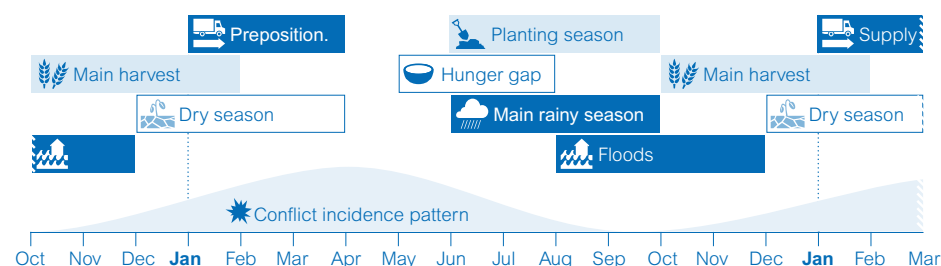 Preposition. Planting season Supply
Main harvest Hunger gap Main harvest
Dry season Main rainy season Dry season
Floods
Conflict incidence pattern
Oct Nov Dec Jan Feb Mar Apr May Jun Jul Aug Sep Oct Nov Dec Jan Feb Mar